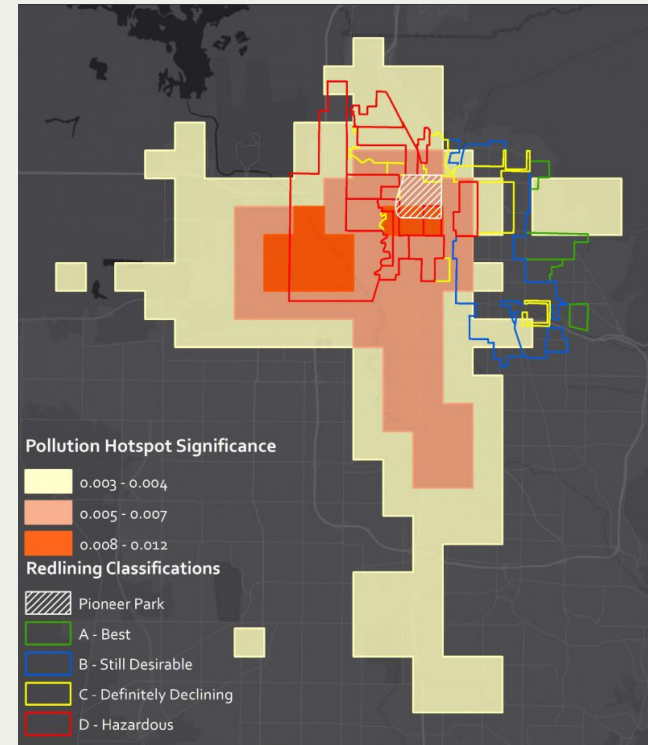 Pollution Hotspot Significance
0.003 - 0.004
0.005 - 0.007
0.008 - 0.012
Redlining Classifications
Pioneer Park
A - Best
B - Still Desirable
C - Definitely Declining
D - Hazardous